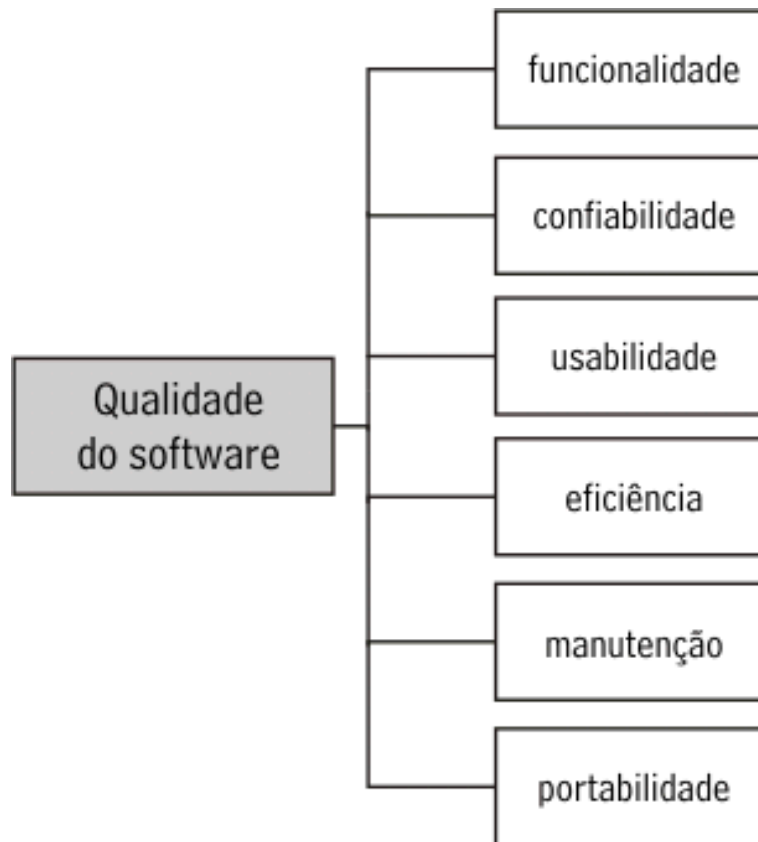 funcionalidade
confiabilidade
usabilidade
Qualidade
do software
eficiência
manutenção
portabilidade